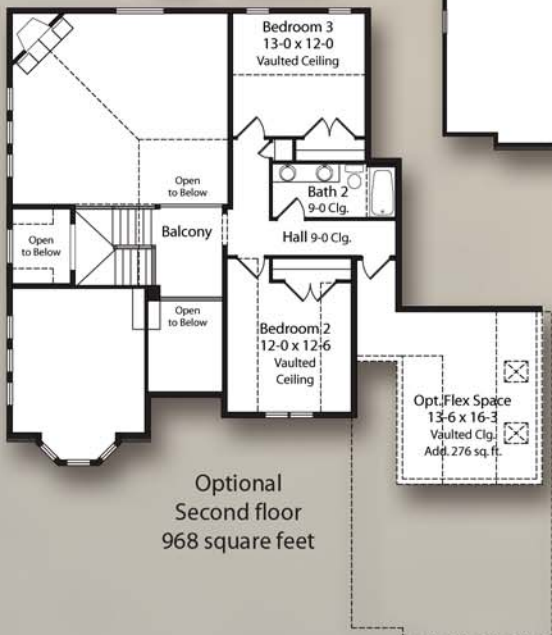 Bedroom 3
13-0 x 12-0
Vaulted Ceiling
Open
to Below
Bath 2
9-0 Clg.
Open
to Below
Balcony
Hall 9-0 Clg.
Open
to Below
Bedroom 2
12-0 x 12-6
Vaulted
Ceiling
Opt. Flex Space
13-6 x 16-3
Vaulted Clg.
Add. 276 sq. ft.
Optional
Second floor
968 square feet